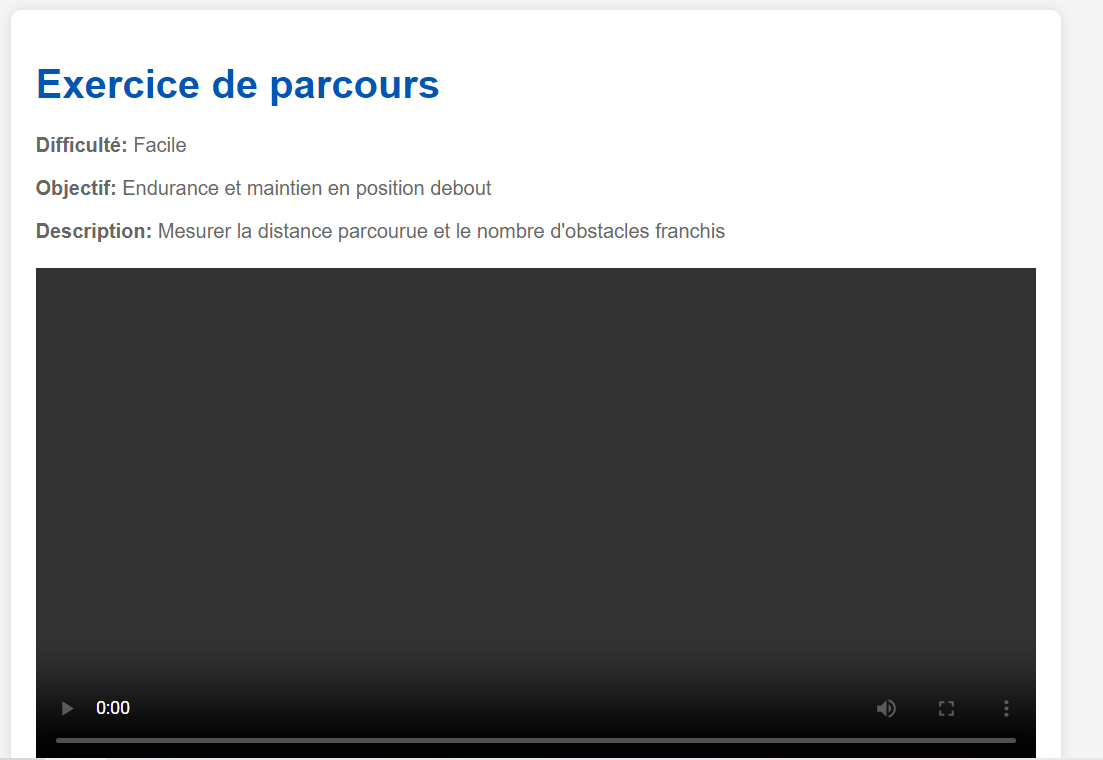 Exercice de parcours
Difficulté: Facile
Objectif: Endurance et maintien en position debout
Description: Mesurer la distance parcourue et le nombre d'obstacles franchis
0:00